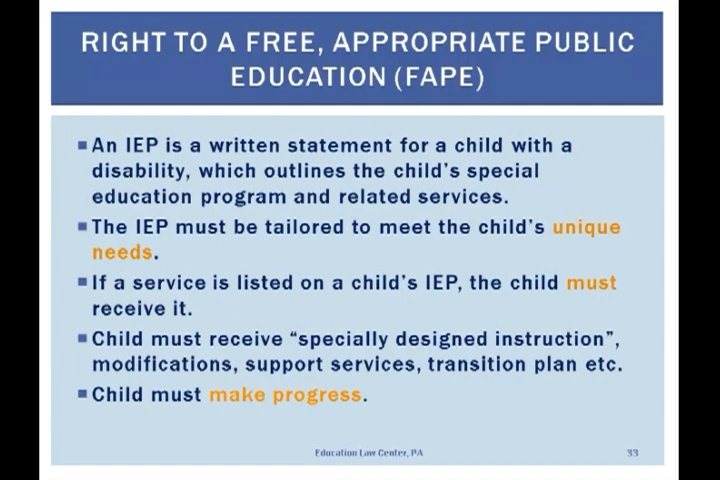 RIGHT TO A FREE, APPROPRIATE PUBLIC
EDUCATION (FAPE)
An IEP is a written statement for a child with a
disability, which outlines the child's special
education program and related services.
The IEP must be tailored to meet the child's unique
needs.
If a service is listed on a child's IEP, the child must
receive it.
Child must receive “specially designed instruction”,
modifications, support services, transition plan etc.
Child must make progress.
Education Law Center, PA
33